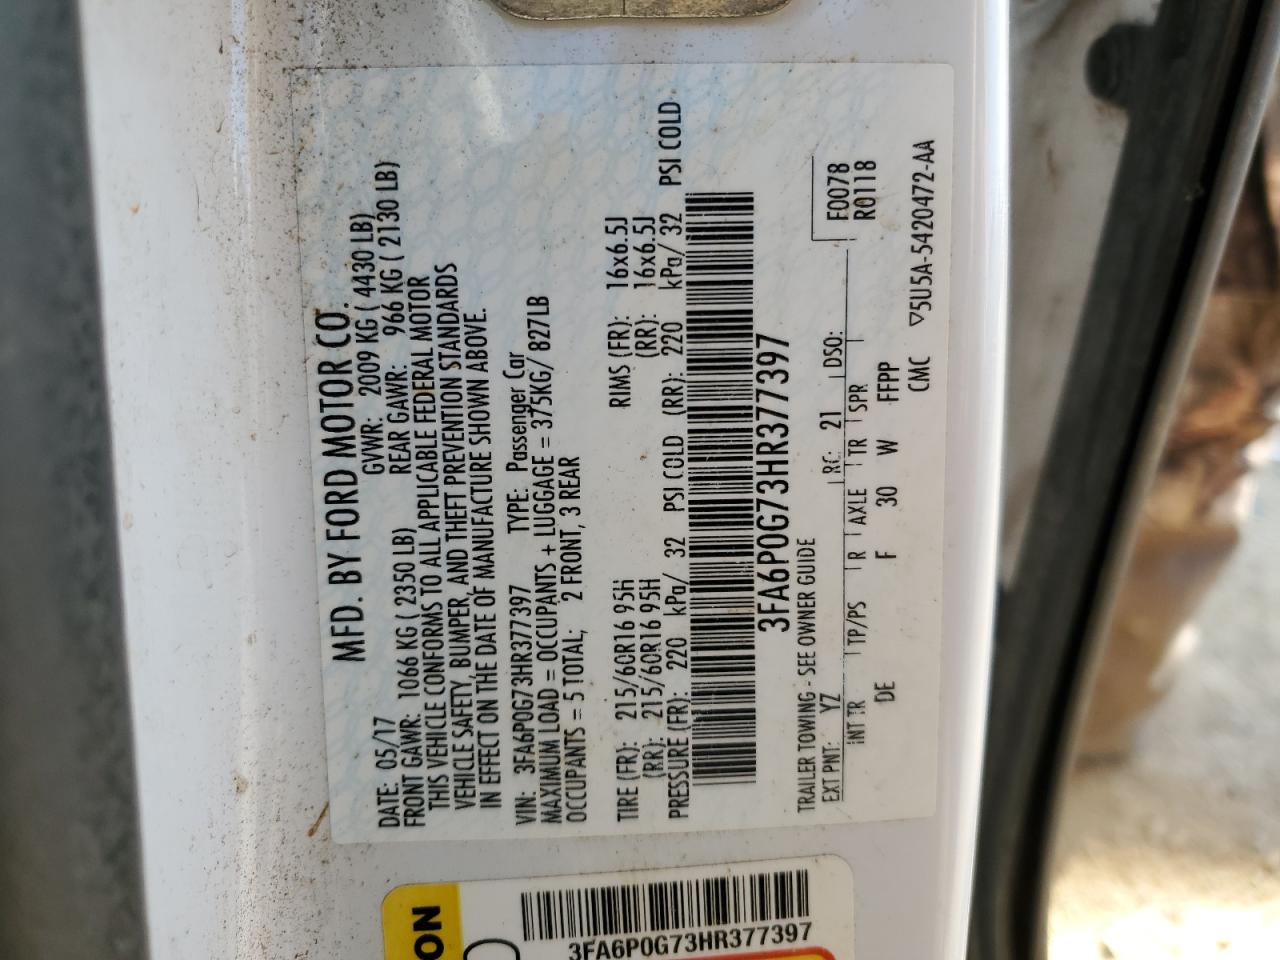 MFD. BY FORD MOTOR CO.
DATE: 05/17 GVWR: 2009 KG ( 4430 LB)
FRONT GAWR: 1066 KG ( 2350 LB) REAR GAWR: 966 KG ( 2130 LB)
THIS VEHICLE CONFORMS TO ALL APPLICABLE FEDERAL MOTOR
VEHICLE SAFETY, BUMPER, AND THEFT PREVENTION STANDARDS
IN EFFECT ON THE DATE OF MANUFACTURE SHOWN ABOVE.
VIN: 3FA6P0G73HR377397 TYPE: Passenger Car
MAXIMUM LOAD = OCCUPANTS + LUGGAGE = 375KG/ 827LB
OCCUPANTS = 5 TOTAL; 2 FRONT, 3 REAR
TIRE (FR): 215/60R16 95H RIMS (FR): 16x6.5J
(RR): 215/60R16 95H (RR): 16x6.5J
PRESSURE (FR): 220 kPa/ 32 PSI COLD (RR): 220 kPa/ 32 PSI COLD
3FA6P0G73HR377397
TRAILER TOWING - SEE OWNER GUIDE
F0078
R0118
EXT PNT: YZ RC: 21 DSO:
INT TR TP/PS R AXLE TR SPR
DE F 30 W FFPP
CMC ▽5U5A-5420472-AA
ON
3FA6P0G73HR377397